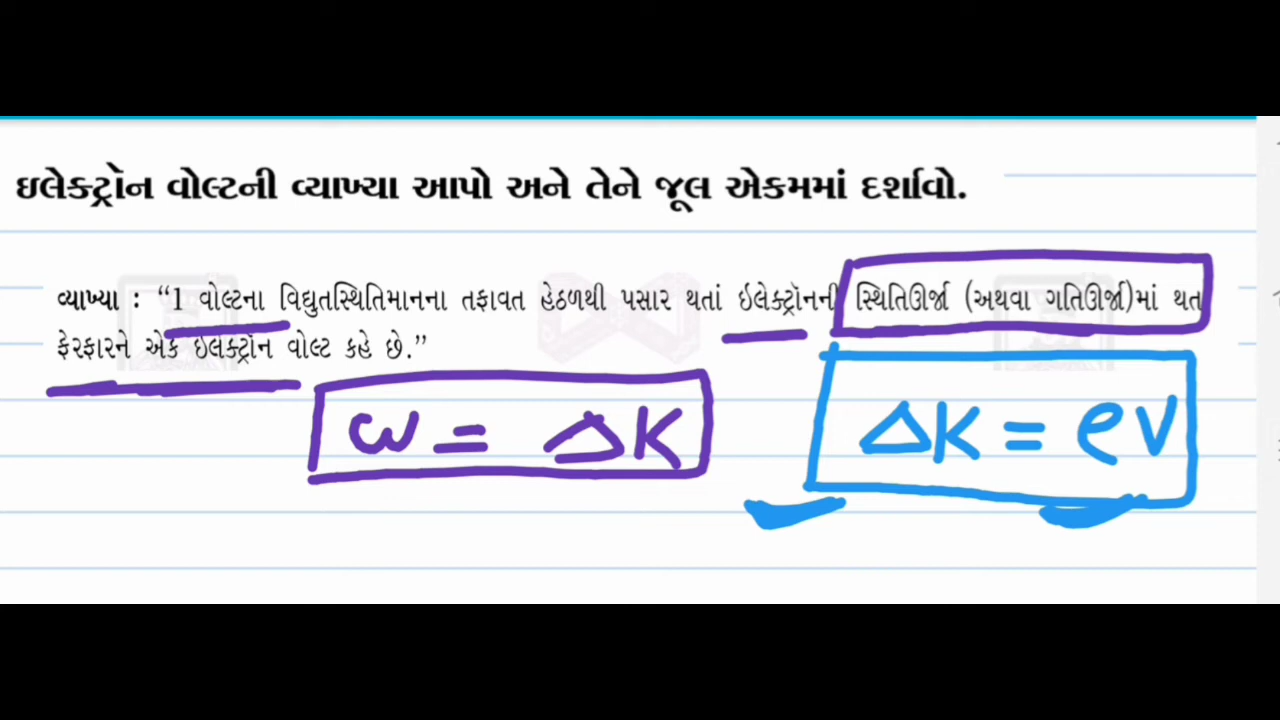 ઇલેક્ટ્રૉન વોલ્ટની વ્યાખ્યા આપો અને તેને જૂલ એકમમાં દર્શાવો.
વ્યાખ્યા : “1 વોલ્ટના વિદ્યુતસ્થિતિમાનના તફાવત હેઠળથી પસાર થતાં ઇલેક્ટ્રૉનની સ્થિતિઊર્જા (અથવા ગતિઊર્જા)માં થત
ફેરફારને એક ઇલેક્ટ્રૉન વોલ્ટ કહે છે.”
ω = ΔK
ΔK = eV